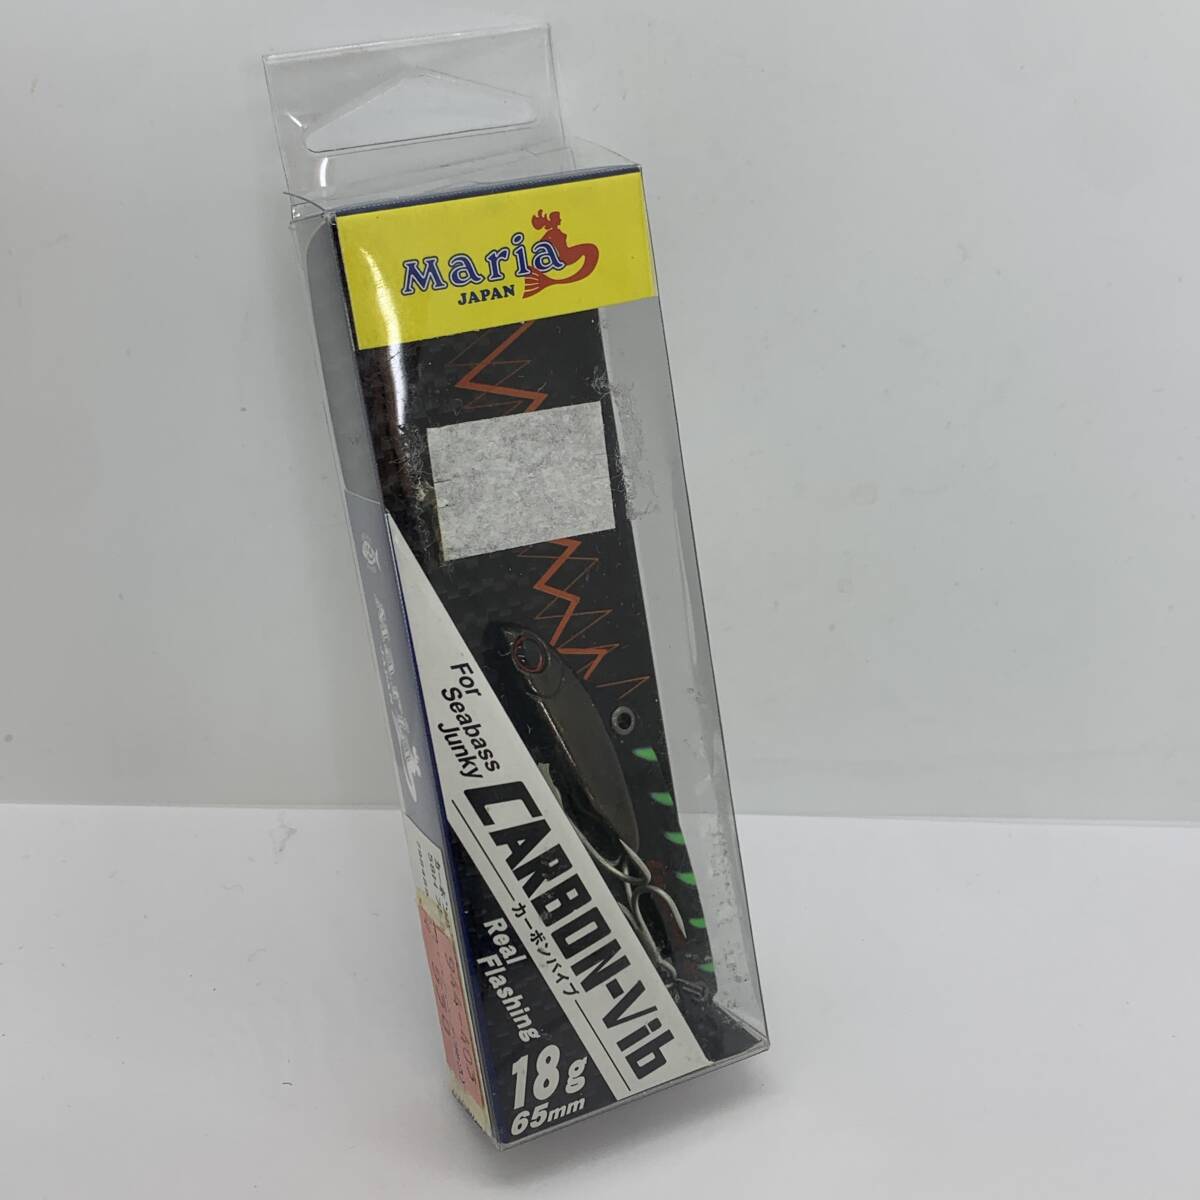 Maria
JAPAN
For
Seabass
Junky
CARBON-Vib
カーボンバイブ
Real
Flashing
18g
65mm